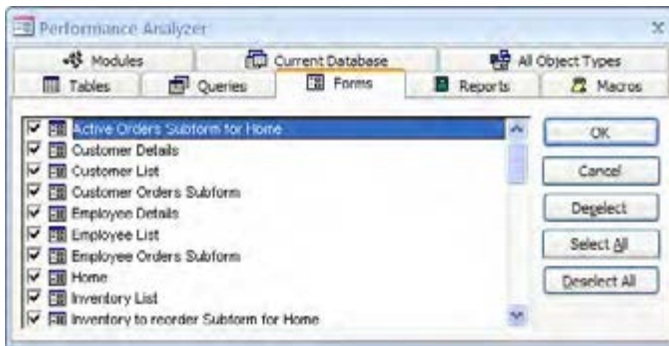 Performance Analyzer
Modules Current Database All Object Types
Tables Queries Forms Reports Macros
Active Orders Subform for Home
Customer Details
Customer List
Customer Orders Subform
Employee Details
Employee List
Employee Orders Subform
Home
Inventory List
Inventory to reorder Subform for Home
OK
Cancel
Deselect
Select All
Deselect All